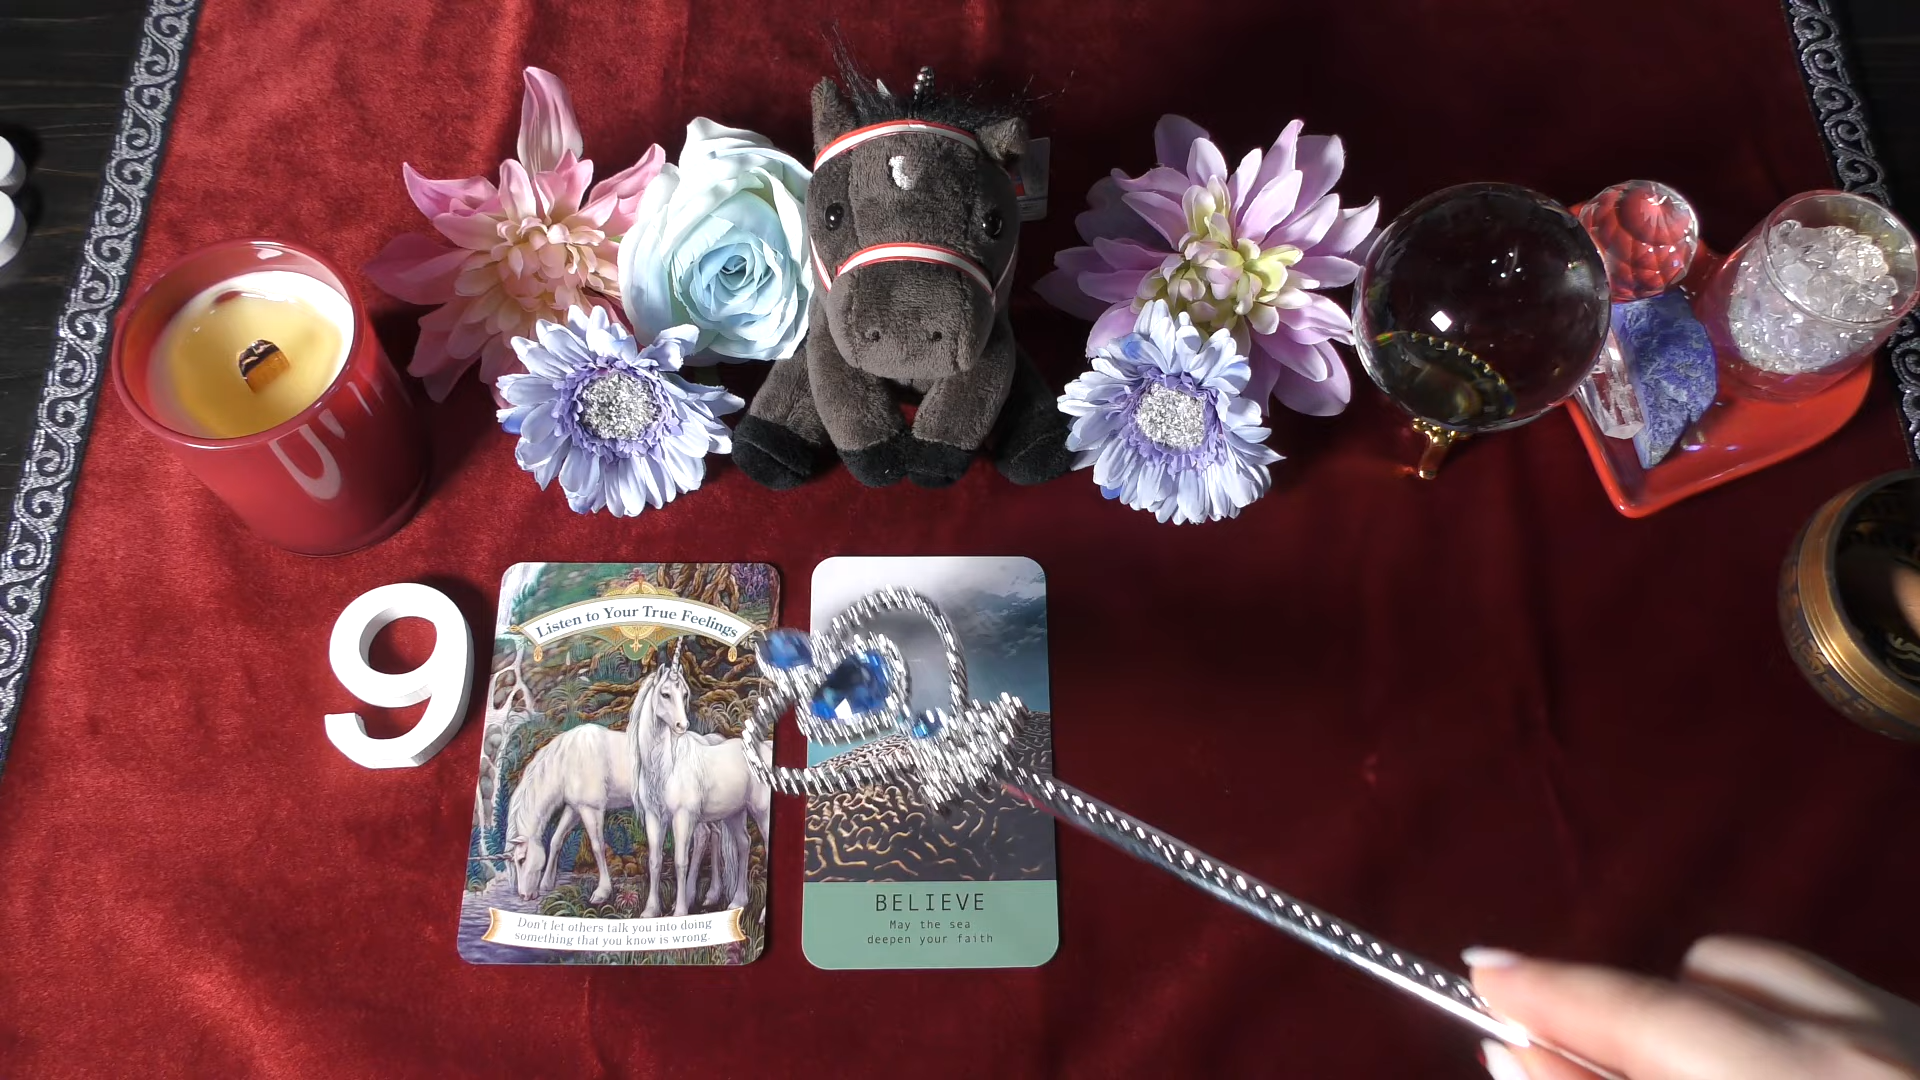 9
Listen to Your True Feelings
Don't let others talk you into doing
something that you know is wrong.
BELIEVE
May the sea
deepen your faith